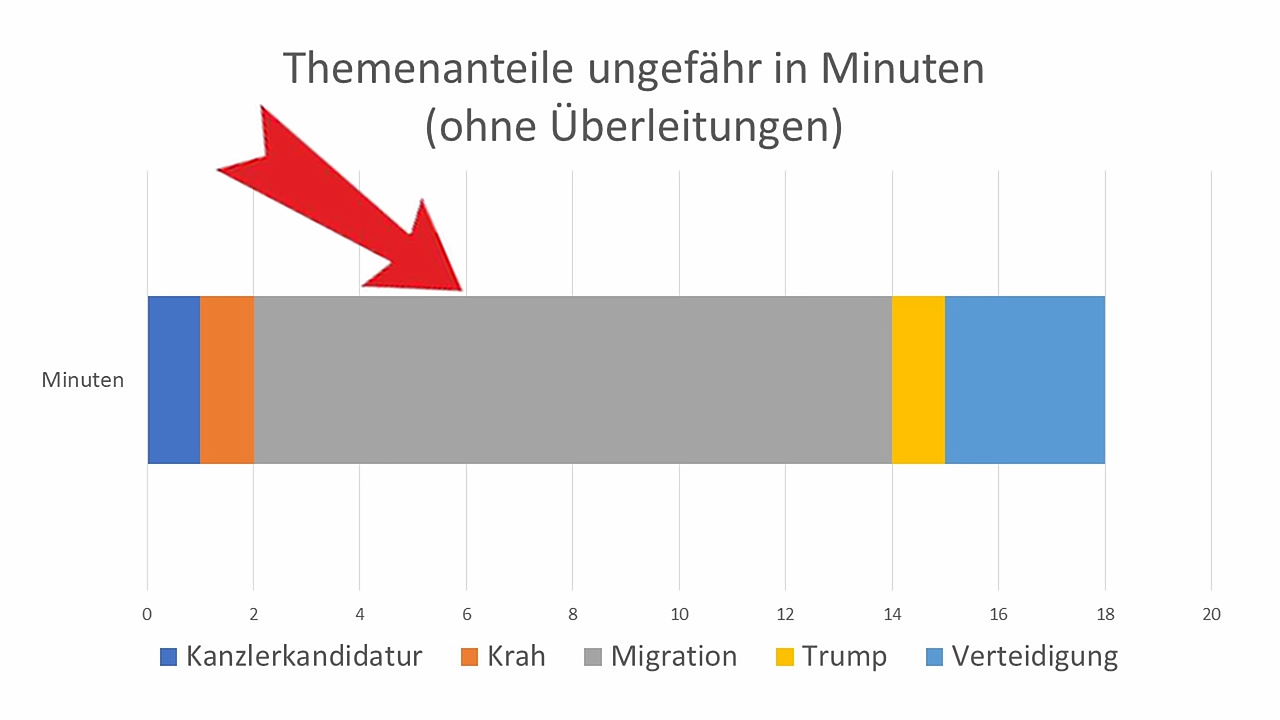 Themenanteile ungefähr in Minuten
(ohne Überleitungen)
Minuten
0 2 4 6 8 10 12 14 16 18 20
Kanzlerkandidatur Krah Migration Trump Verteidigung